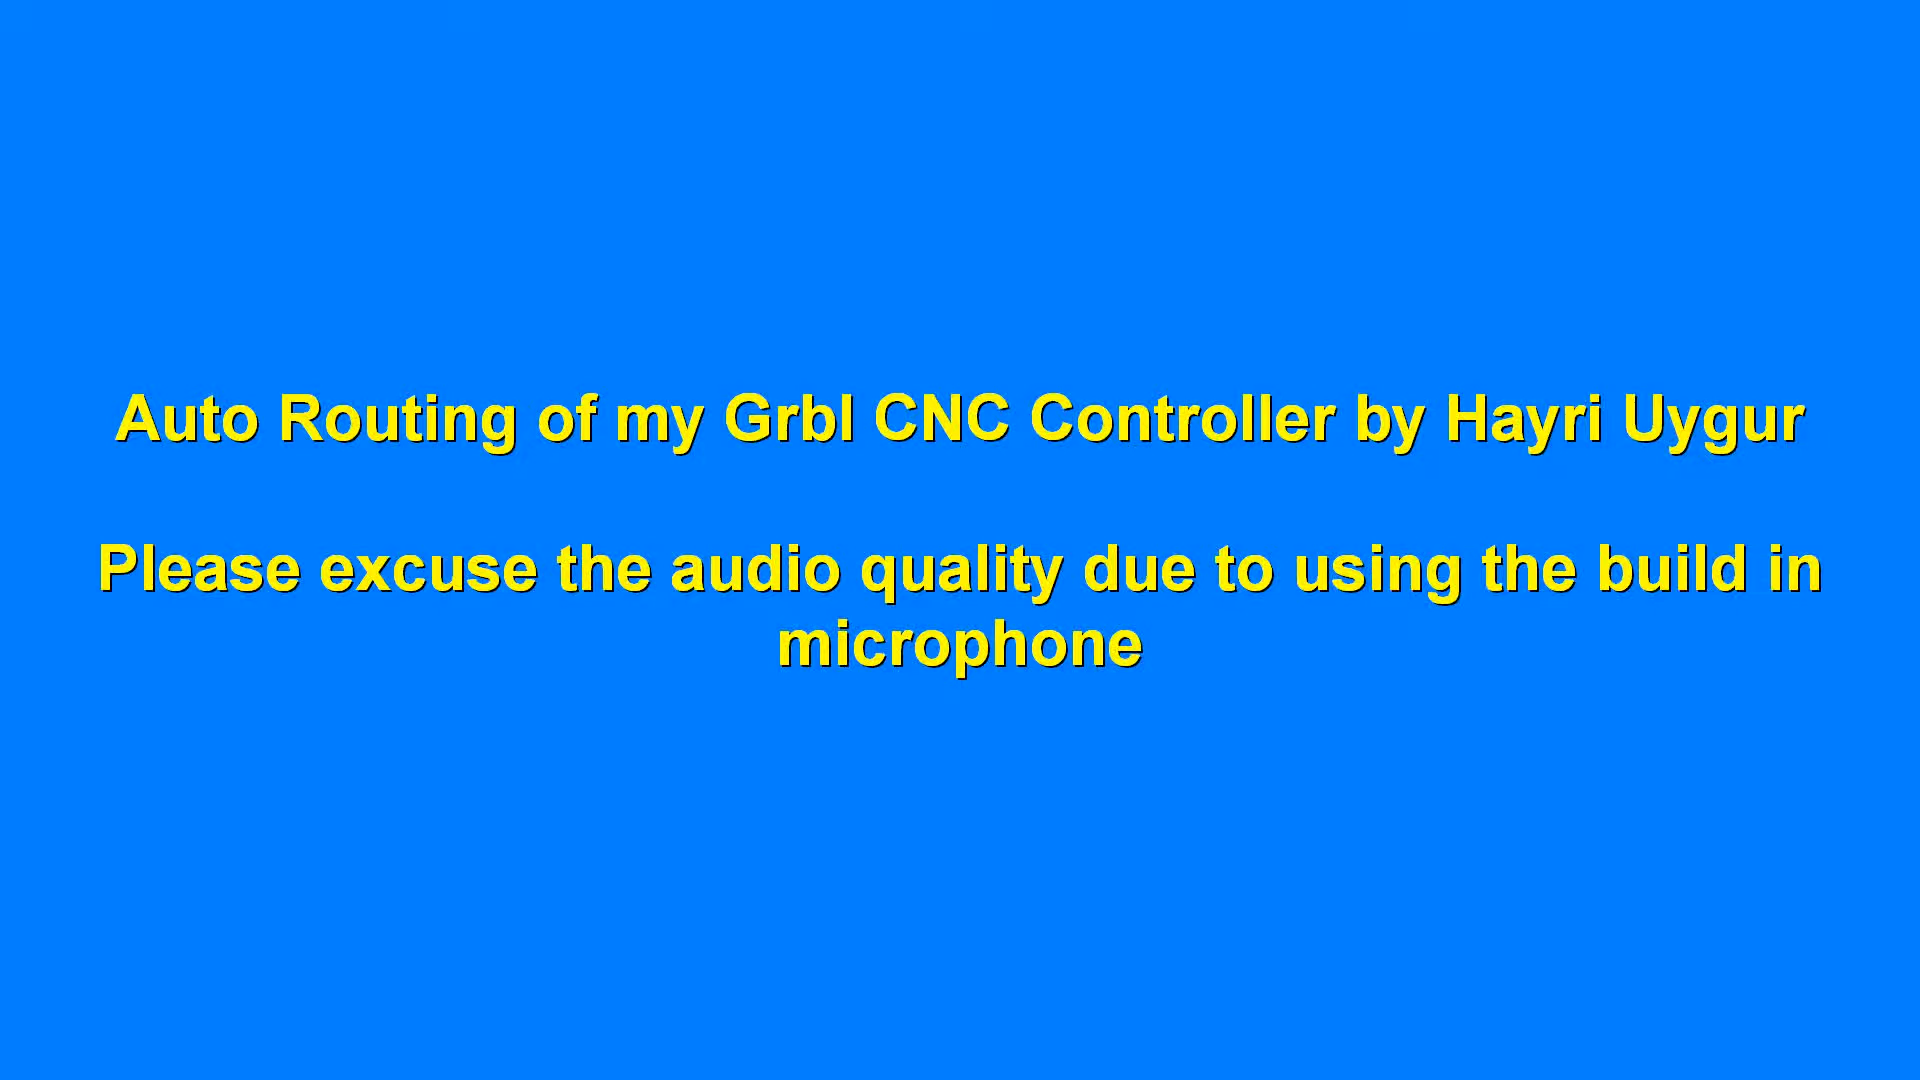 Auto Routing of my Grbl CNC Controller by Hayri Uygur
Please excuse the audio quality due to using the build in
microphone